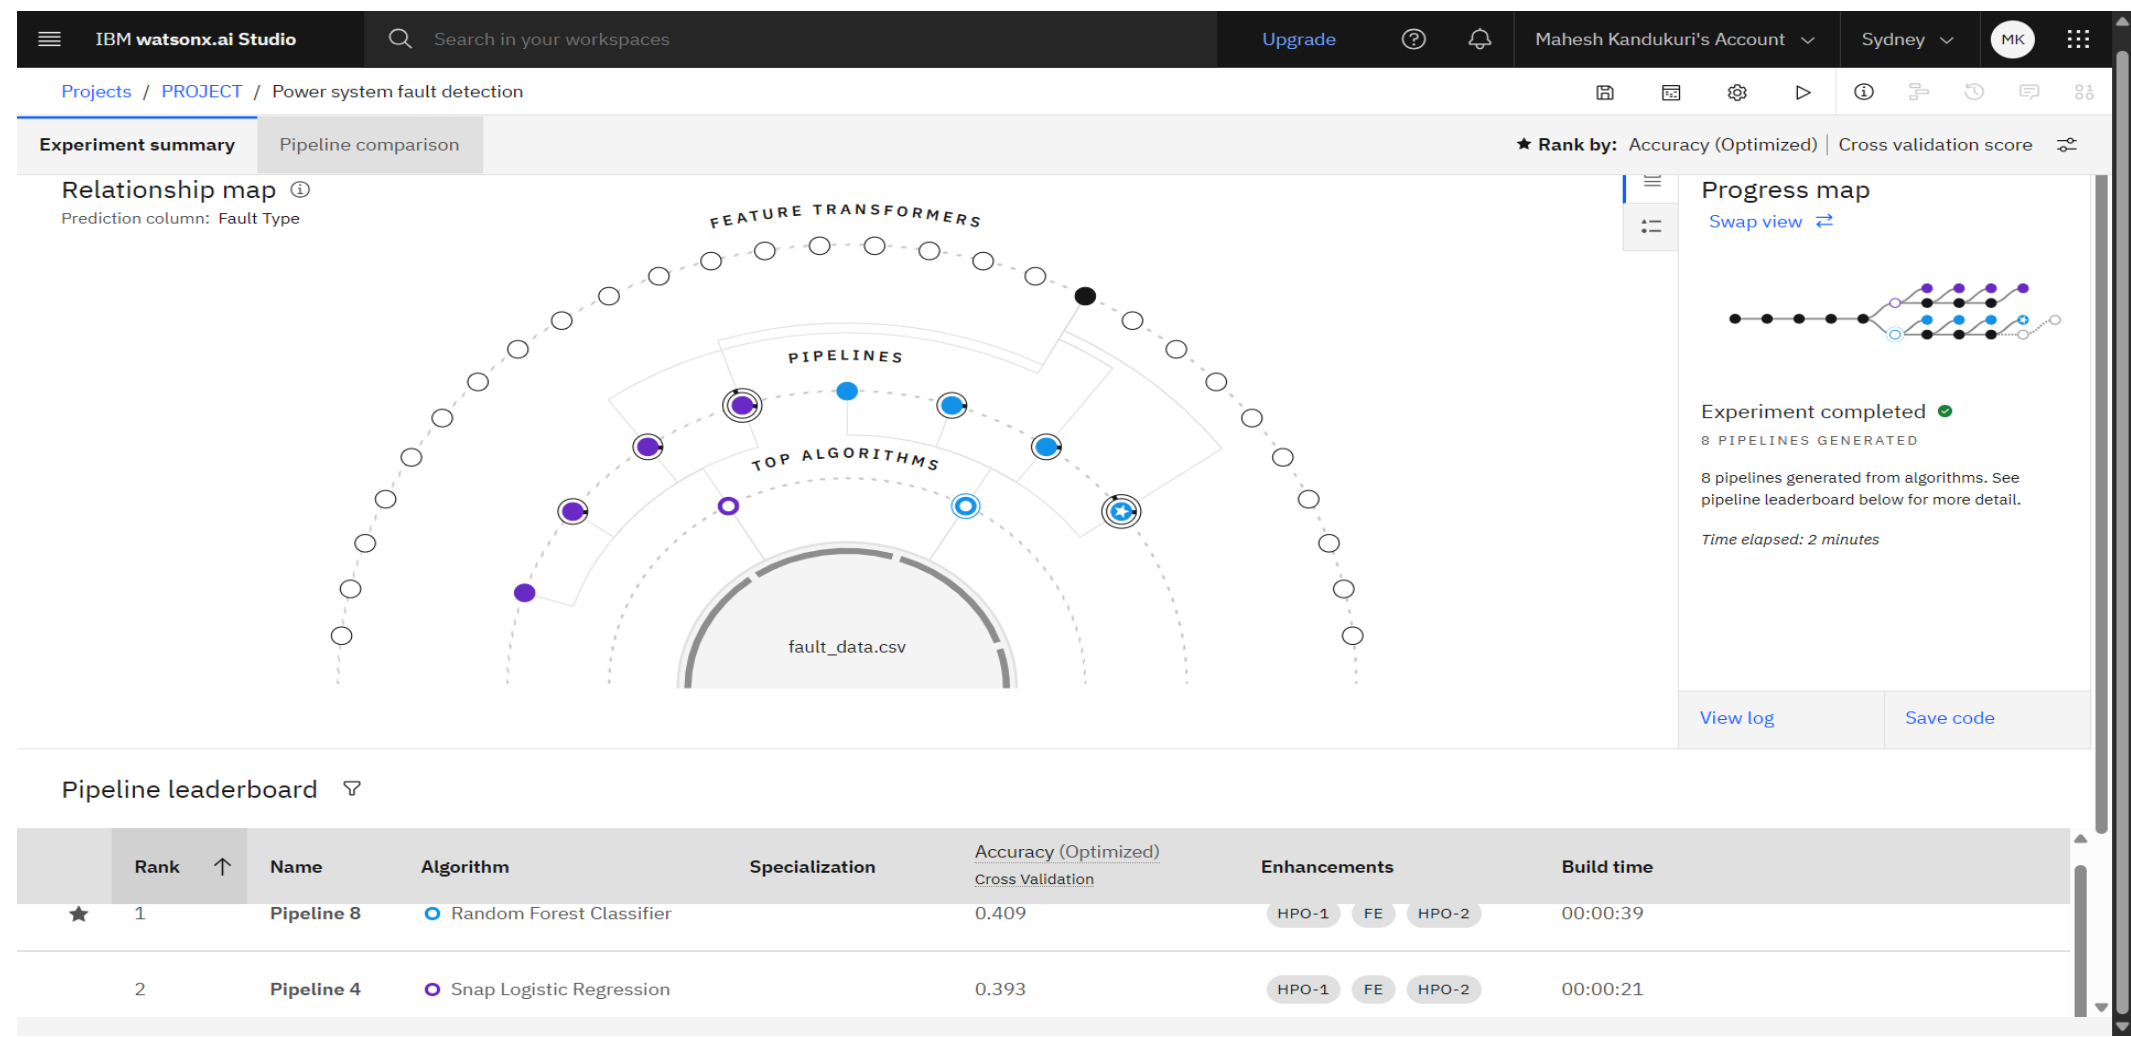 IBM watsonx.ai Studio
Search in your workspaces
Upgrade
Mahesh Kandukuri's Account
Sydney
MK
Projects / PROJECT / Power system fault detection
Experiment summary
Pipeline comparison
Rank by: Accuracy (Optimized) | Cross validation score
Relationship map
Prediction column: Fault Type
FEATURE TRANSFORMERS
PIPELINES
TOP ALGORITHMS
fault_data.csv
Progress map
Swap view
Experiment completed
8 PIPELINES GENERATED
8 pipelines generated from algorithms. See
pipeline leaderboard below for more detail.
Time elapsed: 2 minutes
View log
Save code
Pipeline leaderboard
Rank Name Algorithm Specialization Accuracy (Optimized) Enhancements Build time
Cross Validation
1 Pipeline 8 Random Forest Classifier 0.409 HPO-1 FE HPO-2 00:00:39
2 Pipeline 4 Snap Logistic Regression 0.393 HPO-1 FE HPO-2 00:00:21